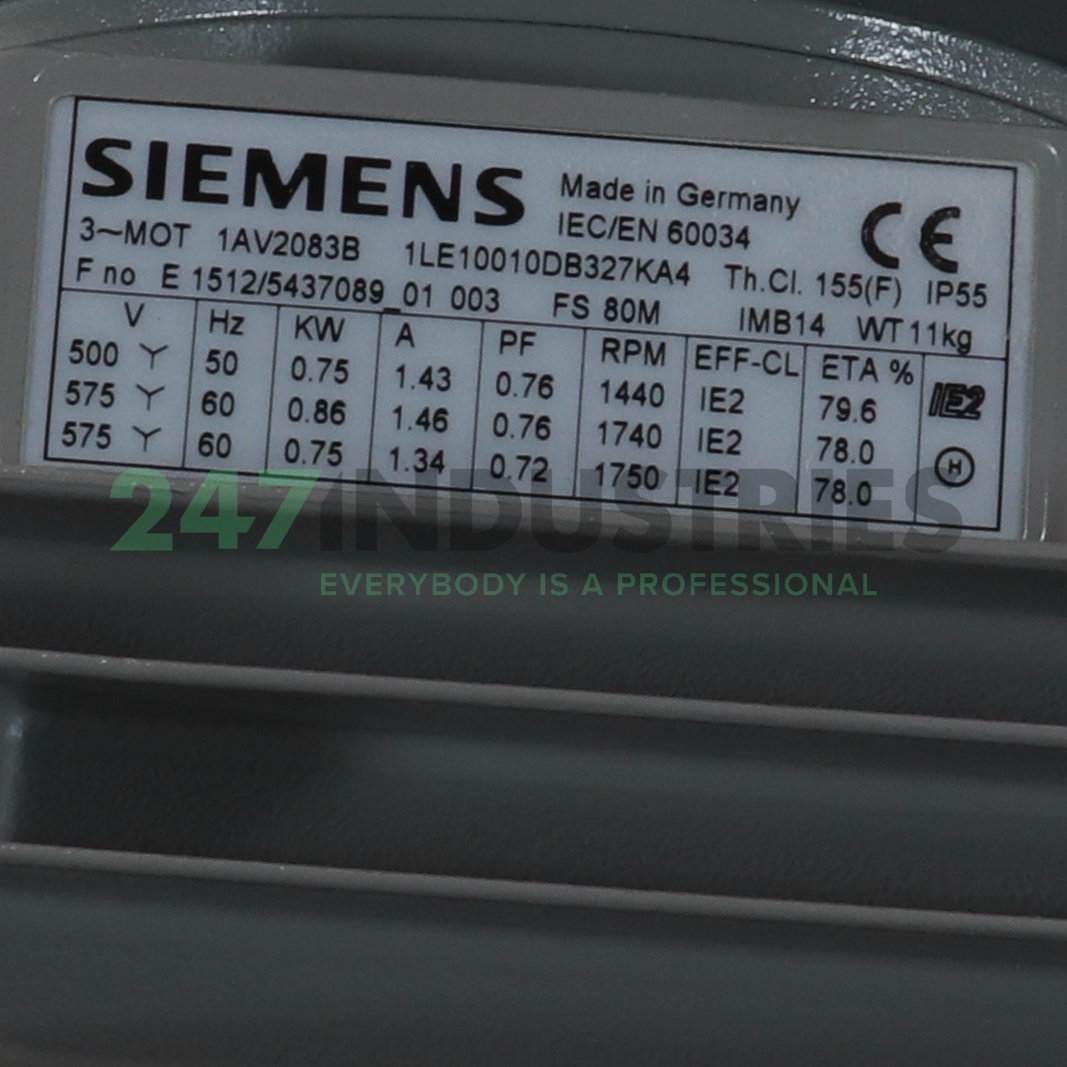 SIEMENS Made in Germany CE
IEC/EN 60034
3~MOT 1AV2083B 1LE10010DB327KA4 Th.Cl. 155(F) IP55
F no E 1512/5437089_01 003 FS 80M IMB14 WT 11kg
V Hz KW A PF RPM EFF-CL ETA %
500 Y 50 0.75 1.43 0.76 1440 IE2 79.6 IE2
575 Y 60 0.86 1.46 0.76 1740 IE2 78.0
575 Y 60 0.75 1.34 0.72 1750 IE2 78.0 H
247INDUSTRIES
EVERYBODY IS A PROFESSIONAL